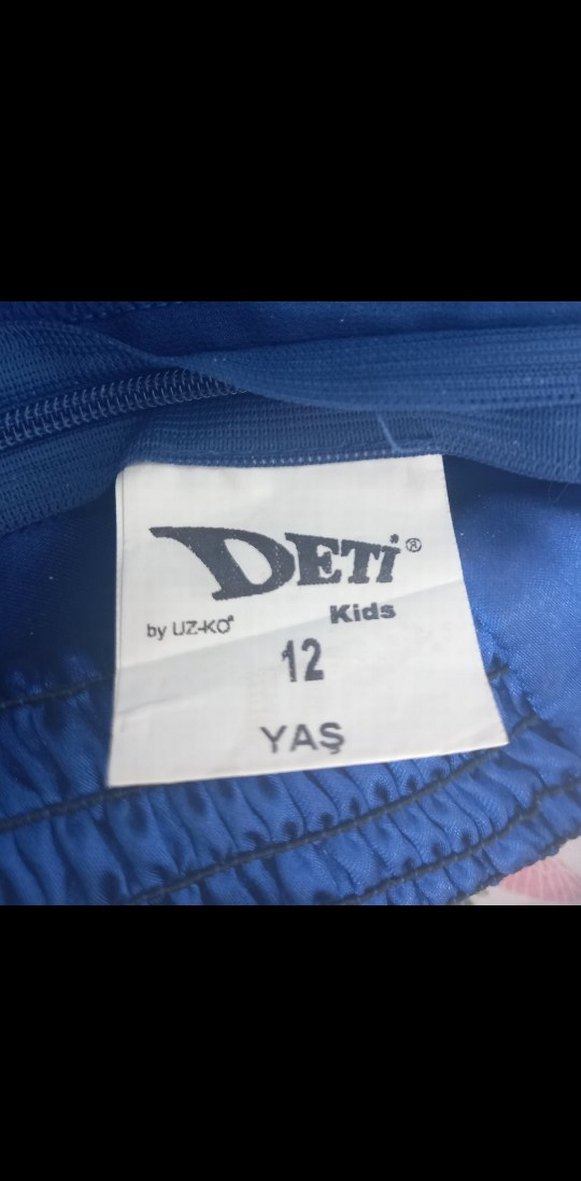 DETİ®
Kids
by UZ-KO
12
YAŞ